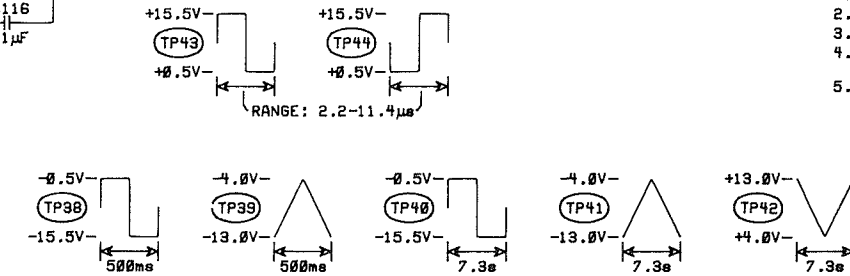 116
1µF
+15.5V
TP43
+0.5V
+15.5V
TP44
+0.5V
RANGE: 2.2-11.4µs
2.
3.
4.
5.
-0.5V
TP38
-15.5V
500ms
-4.0V
TP39
-13.0V
500ms
-0.5V
TP40
-15.5V
7.3s
-4.0V
TP41
-13.0V
7.3s
+13.0V
TP42
+4.0V
7.3s